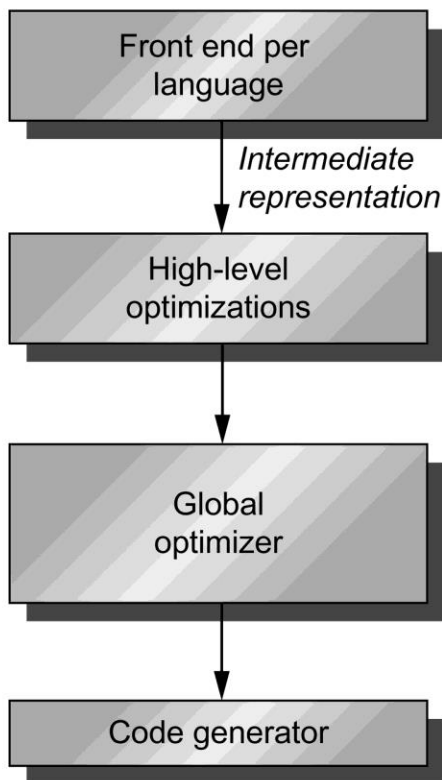 Front end per
language
Intermediate
representation
High-level
optimizations
Global
optimizer
Code generator